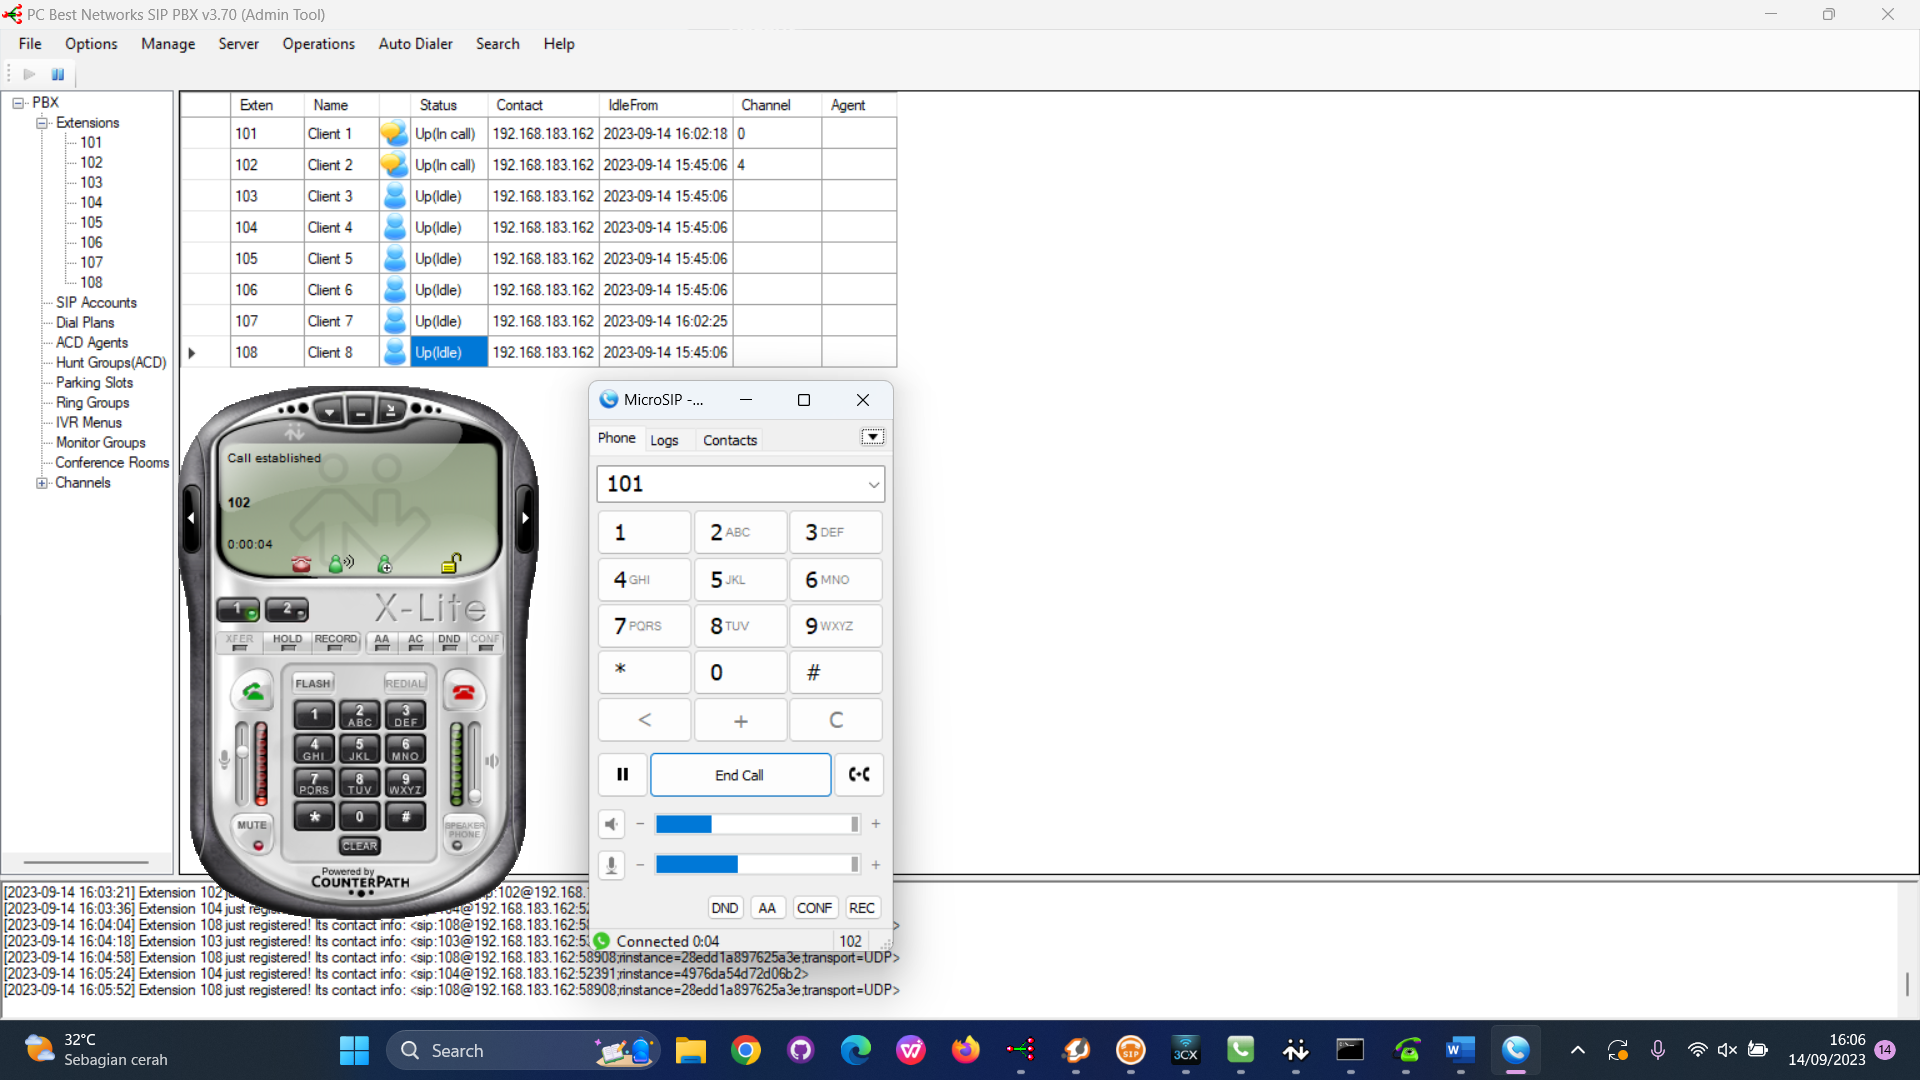 PC Best Networks SIP PBX v3.70 (Admin Tool)
File Options Manage Server Operations Auto Dialer Search Help
PBX
Extensions
101
102
103
104
105
106
107
108
SIP Accounts
Dial Plans
ACD Agents
Hunt Groups(ACD)
Parking Slots
Ring Groups
IVR Menus
Monitor Groups
Conference Rooms
Channels
Exten Name Status Contact IdleFrom Channel Agent
101 Client 1 Up(In call) 192.168.183.162 2023-09-14 16:02:18 0
102 Client 2 Up(In call) 192.168.183.162 2023-09-14 15:45:06 4
103 Client 3 Up(Idle) 192.168.183.162 2023-09-14 15:45:06
104 Client 4 Up(Idle) 192.168.183.162 2023-09-14 15:45:06
105 Client 5 Up(Idle) 192.168.183.162 2023-09-14 15:45:06
106 Client 6 Up(Idle) 192.168.183.162 2023-09-14 15:45:06
107 Client 7 Up(Idle) 192.168.183.162 2023-09-14 16:02:25
108 Client 8 Up(Idle) 192.168.183.162 2023-09-14 15:45:06
Call established
102
0:00:04
1 2 X-Lite
XFER HOLD RECORD AA AC DND CONF
FLASH REDIAL
1 2 ABC 3 DEF
4 GHI 5 JKL 6 MNO
7 PQRS 8 TUV 9 WXYZ
* 0 #
MUTE SPEAKER PHONE
CLEAR
Powered by
COUNTERPATH
MicroSIP -...
Phone Logs Contacts
101
1 2 ABC 3 DEF
4 GHI 5 JKL 6 MNO
7 PQRS 8 TUV 9 WXYZ
* 0 #
< + C
End Call
- +
- +
DND AA CONF REC
Connected 0:04 102
[2023-09-14 16:03:21] Extension 102 :102@192.168.
[2023-09-14 16:03:36] Extension 104 just @192.168.183.162:52
[2023-09-14 16:04:04] Extension 108 just registered! Its contact info: <sip:108@192.168.183.162:58 >
[2023-09-14 16:04:18] Extension 103 just registered! Its contact info: <sip:103@192.168.183.162:5
[2023-09-14 16:04:58] Extension 108 just registered! Its contact info: <sip:108@192.168.183.162:58908;rinstance=28edd1a897625a3e;transport=UDP>
[2023-09-14 16:05:24] Extension 104 just registered! Its contact info: <sip:104@192.168.183.162:52391;rinstance=4976da54d72d06b2>
[2023-09-14 16:05:52] Extension 108 just registered! Its contact info: <sip:108@192.168.183.162:58908;rinstance=28edd1a897625a3e;transport=UDP>
32°C
Sebagian cerah
Search
SIP
3CX
W
16:06
14/09/2023
14